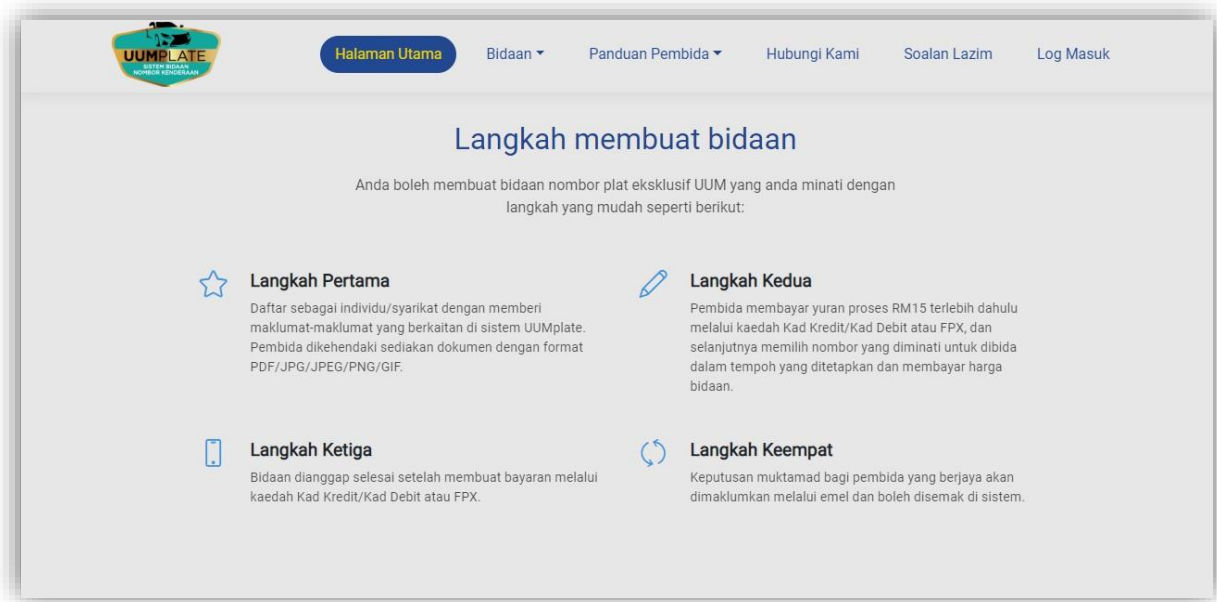 UUMPLATE
SISTEM BIDAAN
NOMBOR KENDERAAN
Halaman Utama
Bidaan
Panduan Pembida
Hubungi Kami
Soalan Lazim
Log Masuk
Langkah membuat bidaan
Anda boleh membuat bidaan nombor plat eksklusif UUM yang anda minati dengan
langkah yang mudah seperti berikut:
Langkah Pertama
Daftar sebagai individu/syarikat dengan memberi
maklumat-maklumat yang berkaitan di sistem UUMplate.
Pembida dikehendaki sediakan dokumen dengan format
PDF/JPG/JPEG/PNG/GIF.
Langkah Kedua
Pembida membayar yuran proses RM15 terlebih dahulu
melalui kaedah Kad Kredit/Kad Debit atau FPX, dan
selanjutnya memilih nombor yang diminati untuk dibida
dalam tempoh yang ditetapkan dan membayar harga
bidaan.
Langkah Ketiga
Bidaan dianggap selesai setelah membuat bayaran melalui
kaedah Kad Kredit/Kad Debit atau FPX.
Langkah Keempat
Keputusan muktamad bagi pembida yang berjaya akan
dimaklumkan melalui emel dan boleh disemak di sistem.